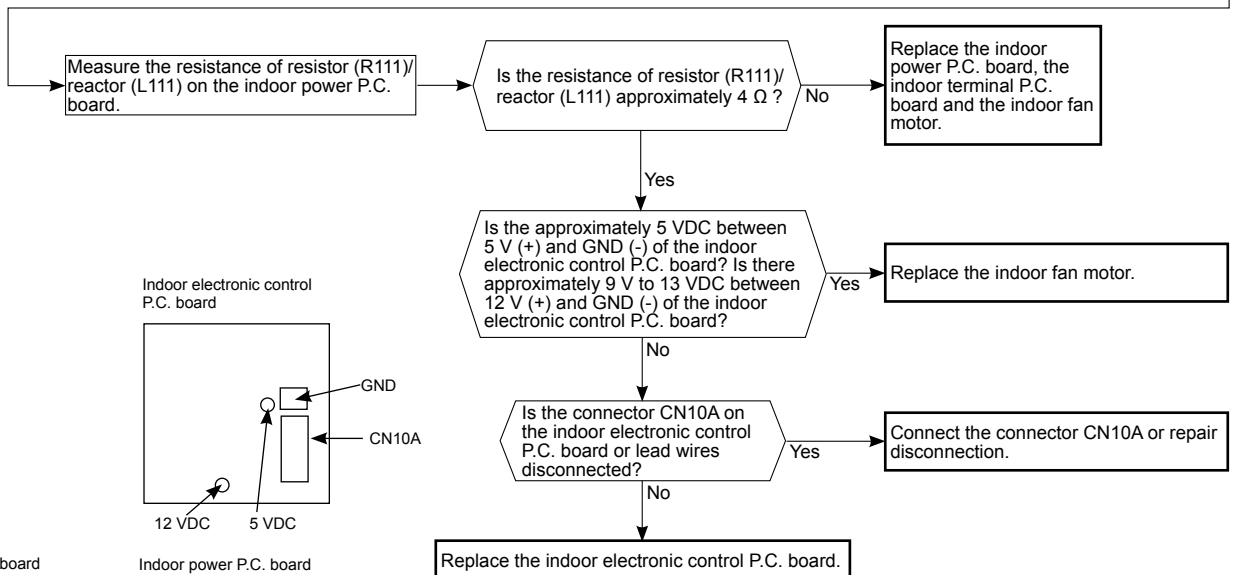 Measure the resistance of resistor (R111)/
reactor (L111) on the indoor power P.C.
board.
Is the resistance of resistor (R111)/
reactor (L111) approximately 4 Ω ?
No
Replace the indoor
power P.C. board, the
indoor terminal P.C.
board and the indoor fan
motor.
Yes
Is the approximately 5 VDC between
5 V (+) and GND (-) of the indoor
electronic control P.C. board? Is there
approximately 9 V to 13 VDC between
12 V (+) and GND (-) of the indoor
electronic control P.C. board?
Yes
Replace the indoor fan motor.
No
Is the connector CN10A on
the indoor electronic control
P.C. board or lead wires
disconnected?
Yes
Connect the connector CN10A or repair
disconnection.
No
Replace the indoor electronic control P.C. board.
Indoor electronic control
P.C. board
GND
CN10A
12 VDC
5 VDC
board
Indoor power P.C. board